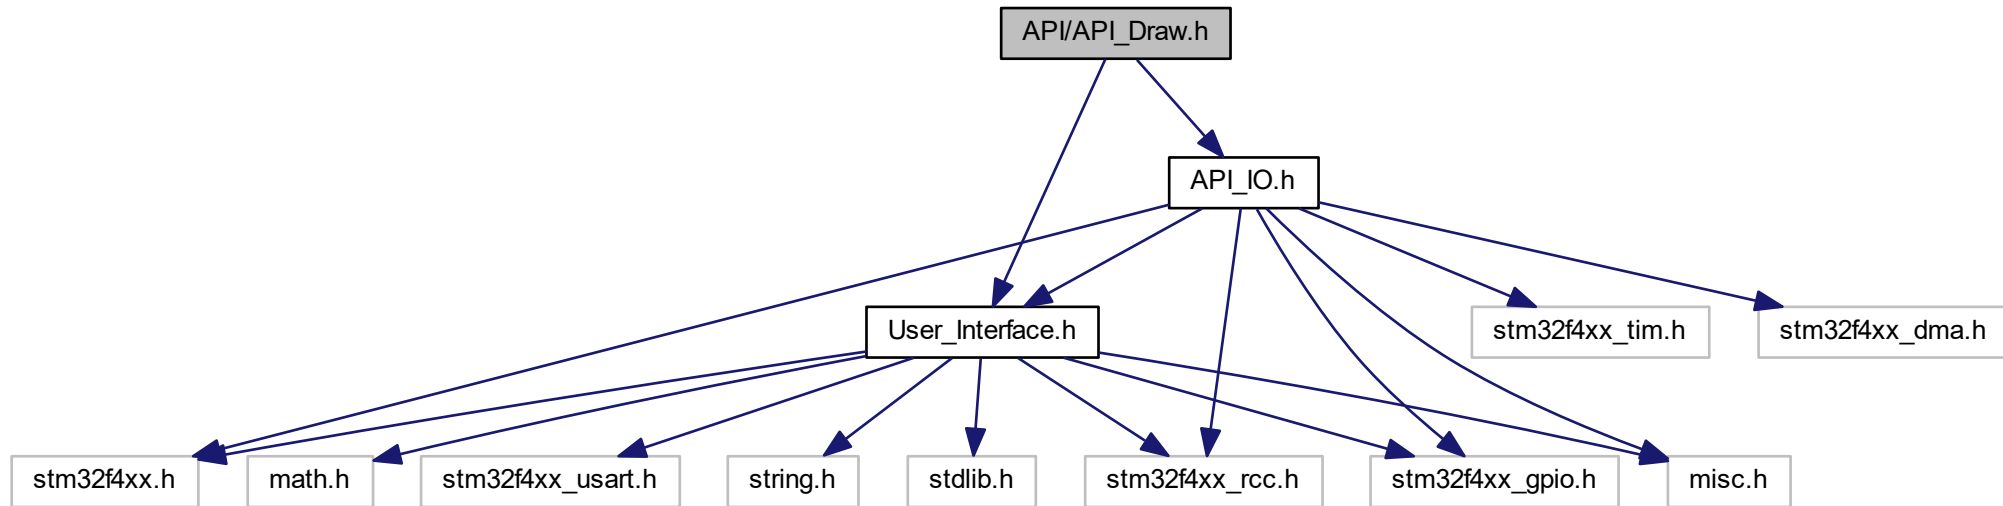 API/API_Draw.h
API_IO.h
User_Interface.h
stm32f4xx_tim.h
stm32f4xx_dma.h
stm32f4xx.h
math.h
stm32f4xx_usart.h
string.h
stdlib.h
stm32f4xx_rcc.h
stm32f4xx_gpio.h
misc.h